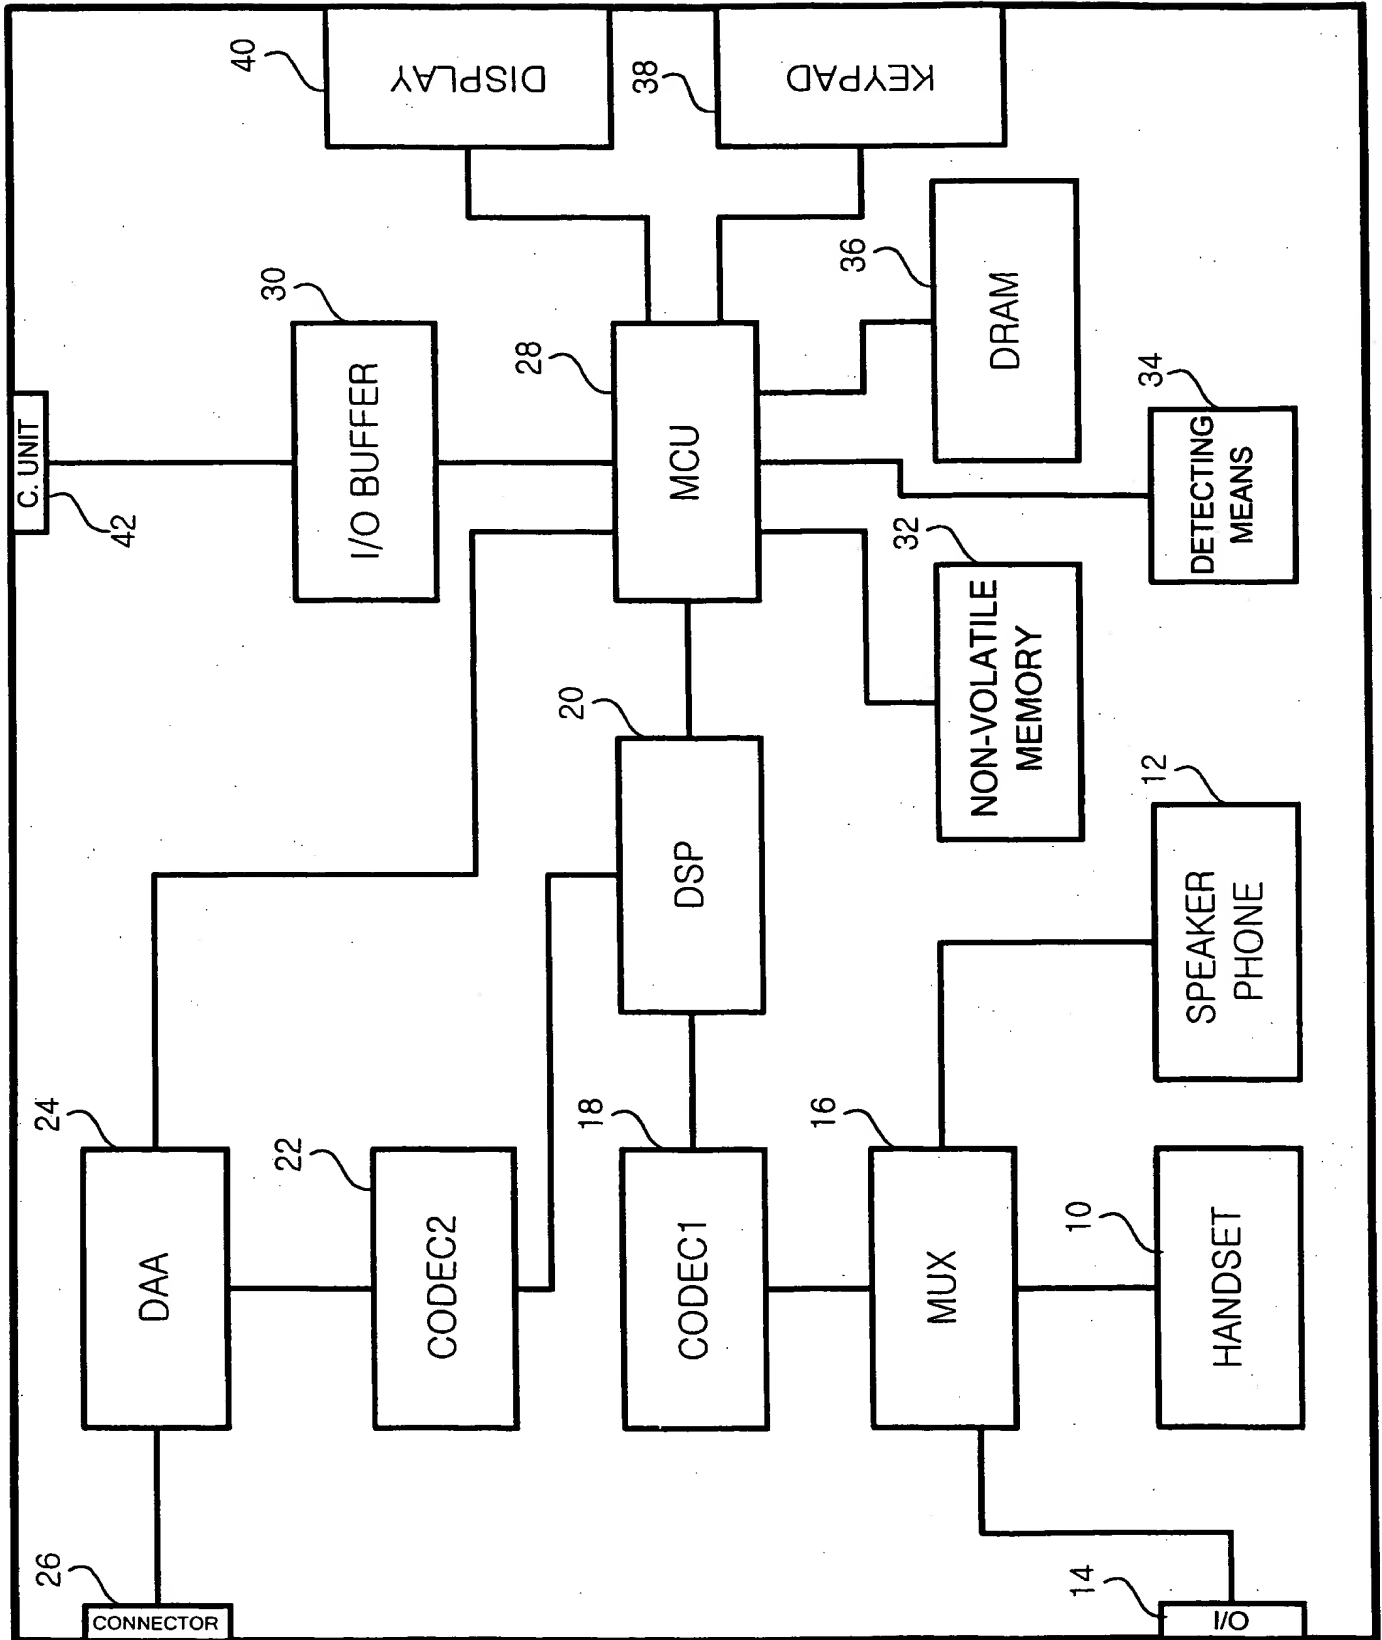 40
DISPLAY
38
KEYPAD
30
I/O BUFFER
36
DRAM
C. UNIT
42
28
MCU
34
DETECTING
MEANS
32
NON-VOLATILE
MEMORY
20
DSP
12
SPEAKER
PHONE
24
DAA
22
CODEC2
18
CODEC1
16
MUX
10
HANDSET
26
CONNECTOR
14
I/O